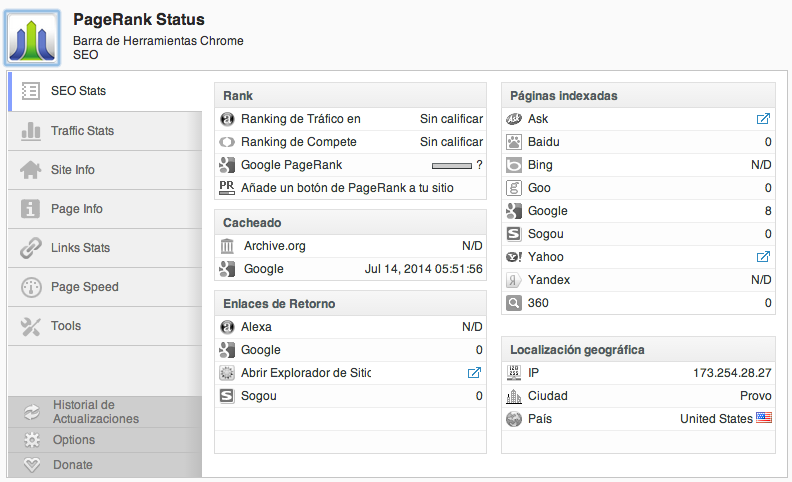 PageRank Status
Barra de Herramientas Chrome
SEO
SEO Stats
Traffic Stats
Site Info
Page Info
Links Stats
Page Speed
Tools
Historial de
Actualizaciones
Options
Donate
Rank
Ranking de Tráfico en Sin calificar
Ranking de Compete Sin calificar
Google PageRank ?
PR Añade un botón de PageRank a tu sitio
Cacheado
Archive.org N/D
Google Jul 14, 2014 05:51:56
Enlaces de Retorno
Alexa N/D
Google 0
Abrir Explorador de Sitic
Sogou 0
Páginas indexadas
Ask
Baidu 0
Bing N/D
Goo 0
Google 8
Sogou 0
Yahoo
Yandex N/D
360 0
Localización geográfica
IP 173.254.28.27
Ciudad Provo
País United States